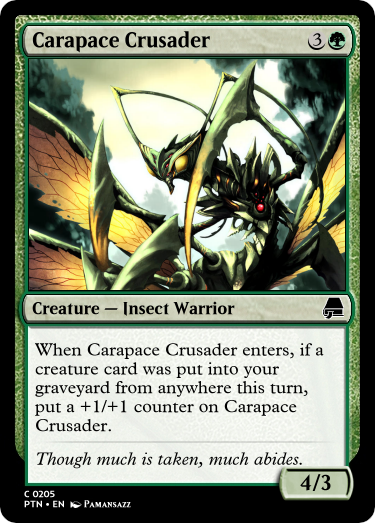 Carapace Crusader 3
Creature — Insect Warrior
When Carapace Crusader enters, if a
creature card was put into your
graveyard from anywhere this turn,
put a +1/+1 counter on Carapace
Crusader.
Though much is taken, much abides.
4/3
C 0205
PTN • EN Pamansazz